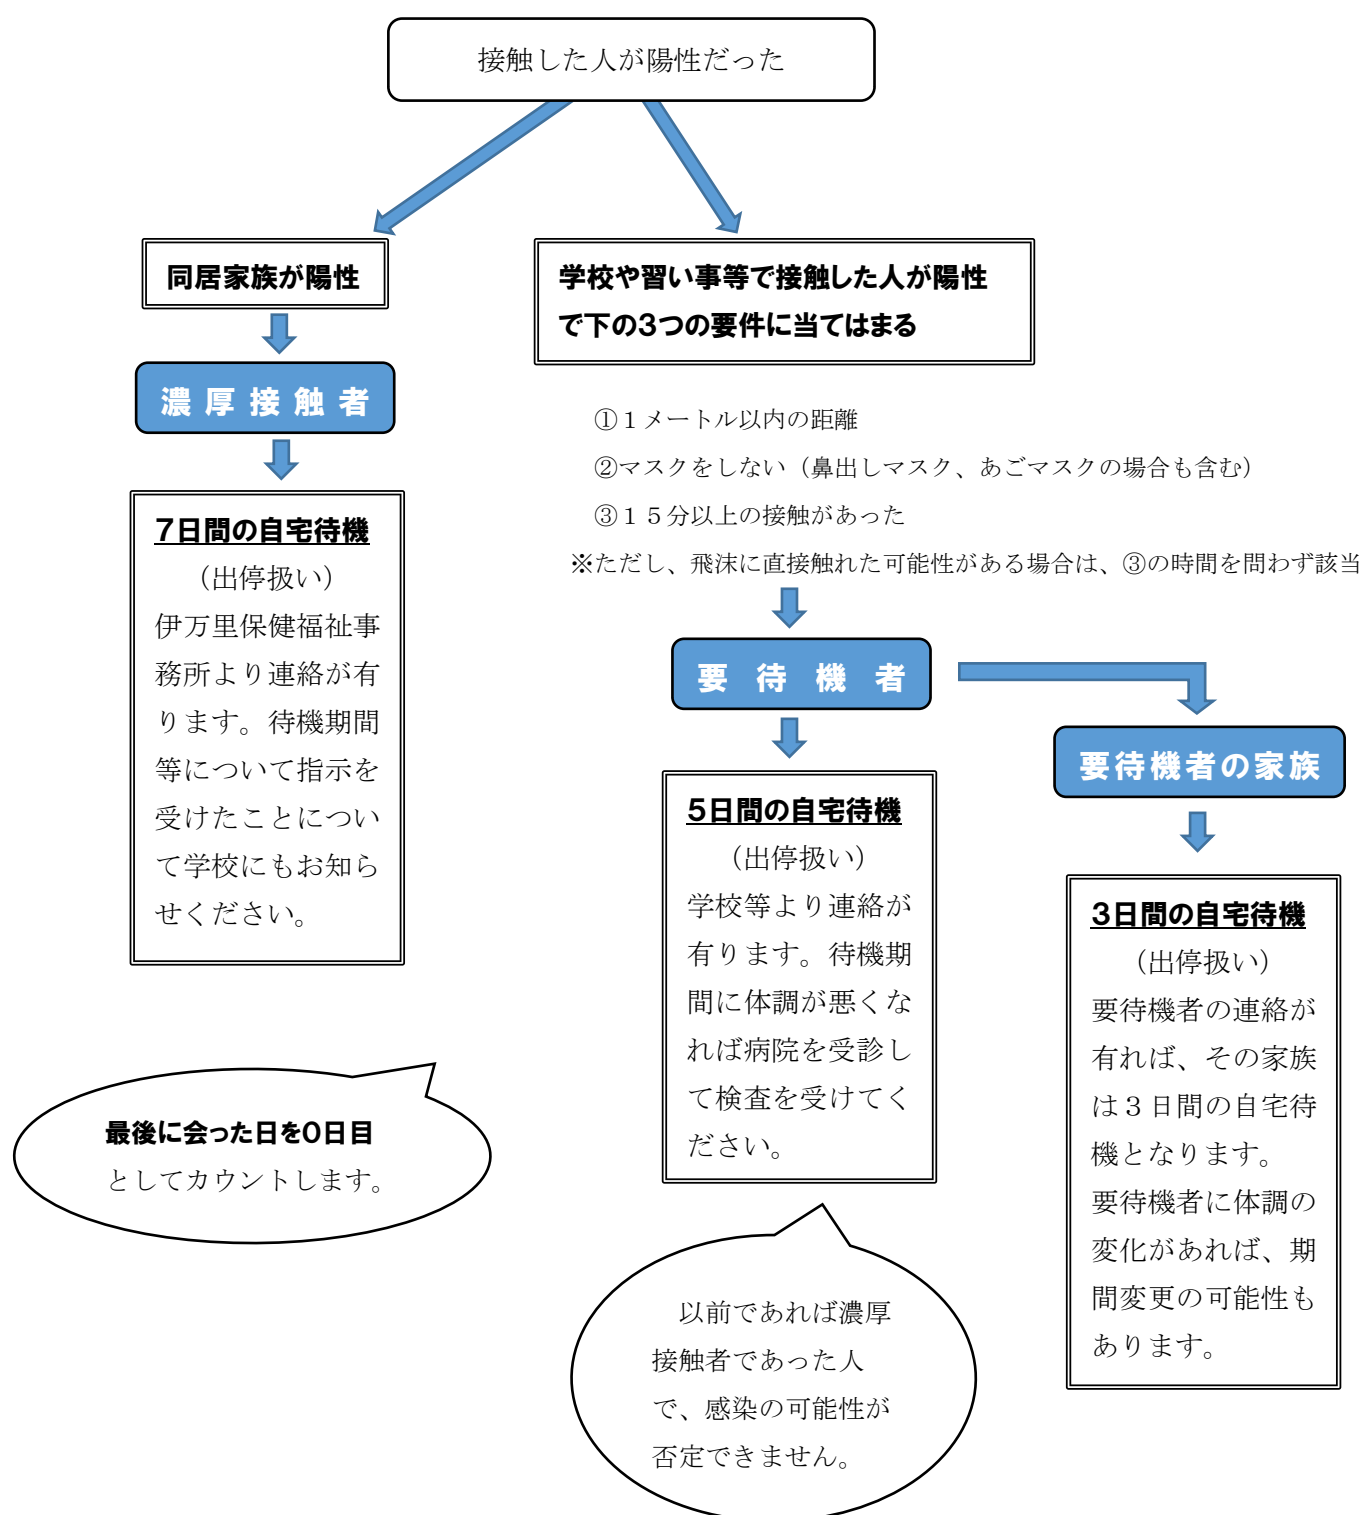 接触した人が陽性だった
同居家族が陽性
濃厚接触者
7日間の自宅待機
（出停扱い）
伊万里保健福祉事
務所より連絡が有
ります。待機期間
等について指示を
受けたことについ
て学校にもお知ら
せください。
最後に会った日を0日目
としてカウントします。
学校や習い事等で接触した人が陽性
で下の3つの要件に当てはまる
①１メートル以内の距離
②マスクをしない（鼻出しマスク、あごマスクの場合も含む）
③１５分以上の接触があった
※ただし、飛沫に直接触れた可能性がある場合は、③の時間を問わず該当
要待機者
5日間の自宅待機
（出停扱い）
学校等より連絡が
有ります。待機期
間に体調が悪くな
れば病院を受診し
て検査を受けてく
ださい。
以前であれば濃厚
接触者であった人
で、感染の可能性が
否定できません。
要待機者の家族
3日間の自宅待機
（出停扱い）
要待機者の連絡が
有れば、その家族
は３日間の自宅待
機となります。
要待機者に体調の
変化があれば、期
間変更の可能性も
あります。